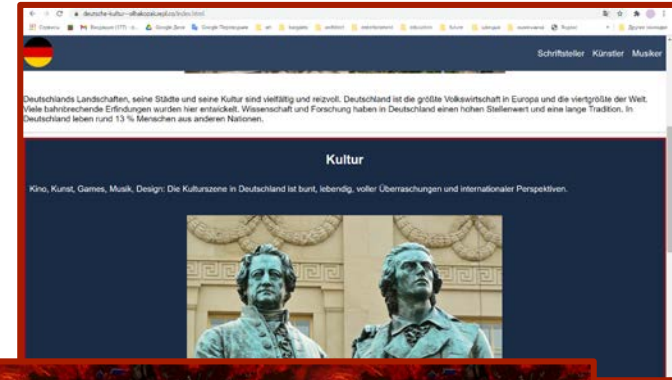 Schriftsteller Künstler Musiker
Deutschlands Landschaften, seine Städte und seine Kultur sind vielfältig und reizvoll. Deutschland ist die größte Volkswirtschaft in Europa und die viertgrößte der Welt.
Viele bahnbrechende Erfindungen wurden hier entwickelt. Wissenschaft und Forschung haben in Deutschland einen hohen Stellenwert und eine lange Tradition. In
Deutschland leben rund 13 % Menschen aus anderen Nationen.
Kultur
Kino, Kunst, Games, Musik, Design: Die Kulturszene in Deutschland ist bunt, lebendig, voller Überraschungen und internationaler Perspektiven.